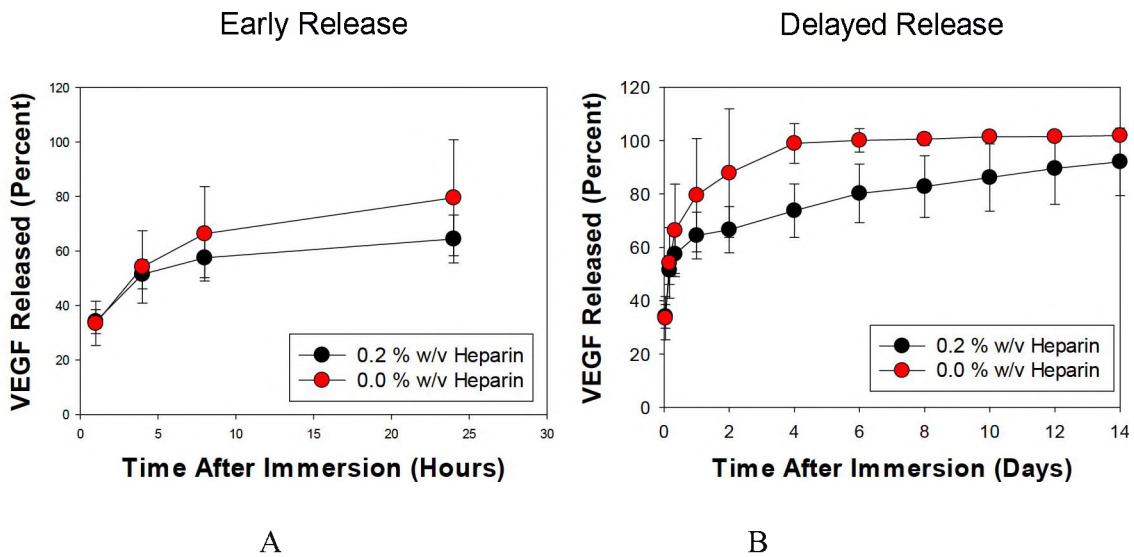 Early Release
VEGF Released (Percent)
120
100
80
60
40
20
0
0 5 10 15 20 25 30
Time After Immersion (Hours)
0.2 % w/v Heparin
0.0 % w/v Heparin
A
Delayed Release
VEGF Released (Percent)
120
100
80
60
40
20
0
0 2 4 6 8 10 12 14
Time After Immersion (Days)
0.2 % w/v Heparin
0.0 % w/v Heparin
B